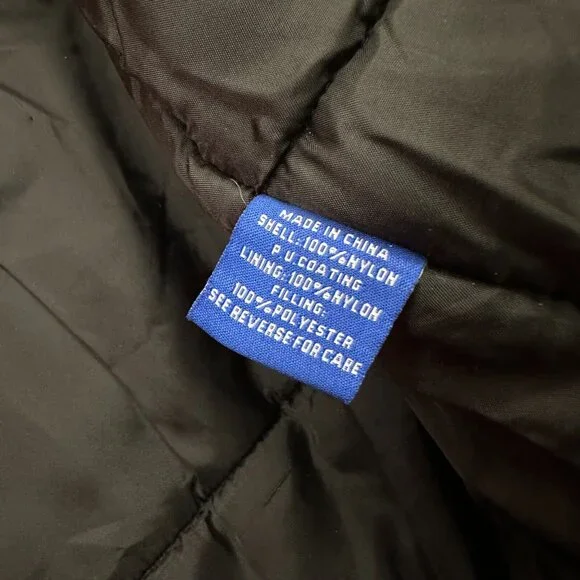 MADE IN CHINA
SHELL: 100% NYLON
P U COATING
LINING: 100% NYLON
FILLING:
100% POLYESTER
SEE REVERSE FOR CARE